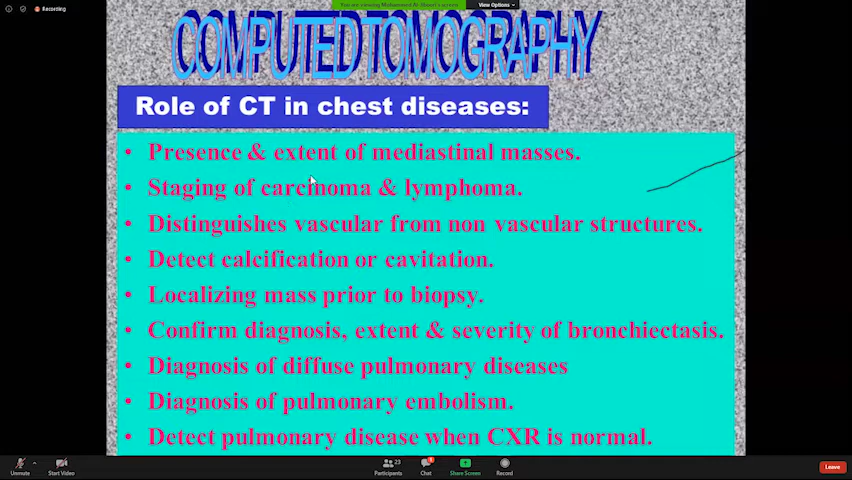 Recording
View Options
COMPUTED TOMOGRAPHY
Role of CT in chest diseases:
• Presence & extent of mediastinal masses.
• Staging of carcinoma & lymphoma.
• Distinguishes vascular from non vascular structures.
• Detect calcification or cavitation.
• Localizing mass prior to biopsy.
• Confirm diagnosis, extent & severity of bronchiectasis.
• Diagnosis of diffuse pulmonary diseases
• Diagnosis of pulmonary embolism.
• Detect pulmonary disease when CXR is normal.
23
Unmute Start Video Participants Chat Share Screen Record Leave